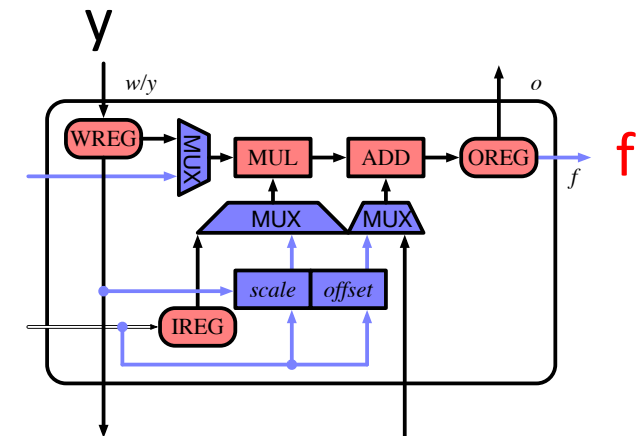 y
w/y
o
WREG
MUX
MUL
ADD
OREG
f
f
MUX
MUX
scale
offset
IREG